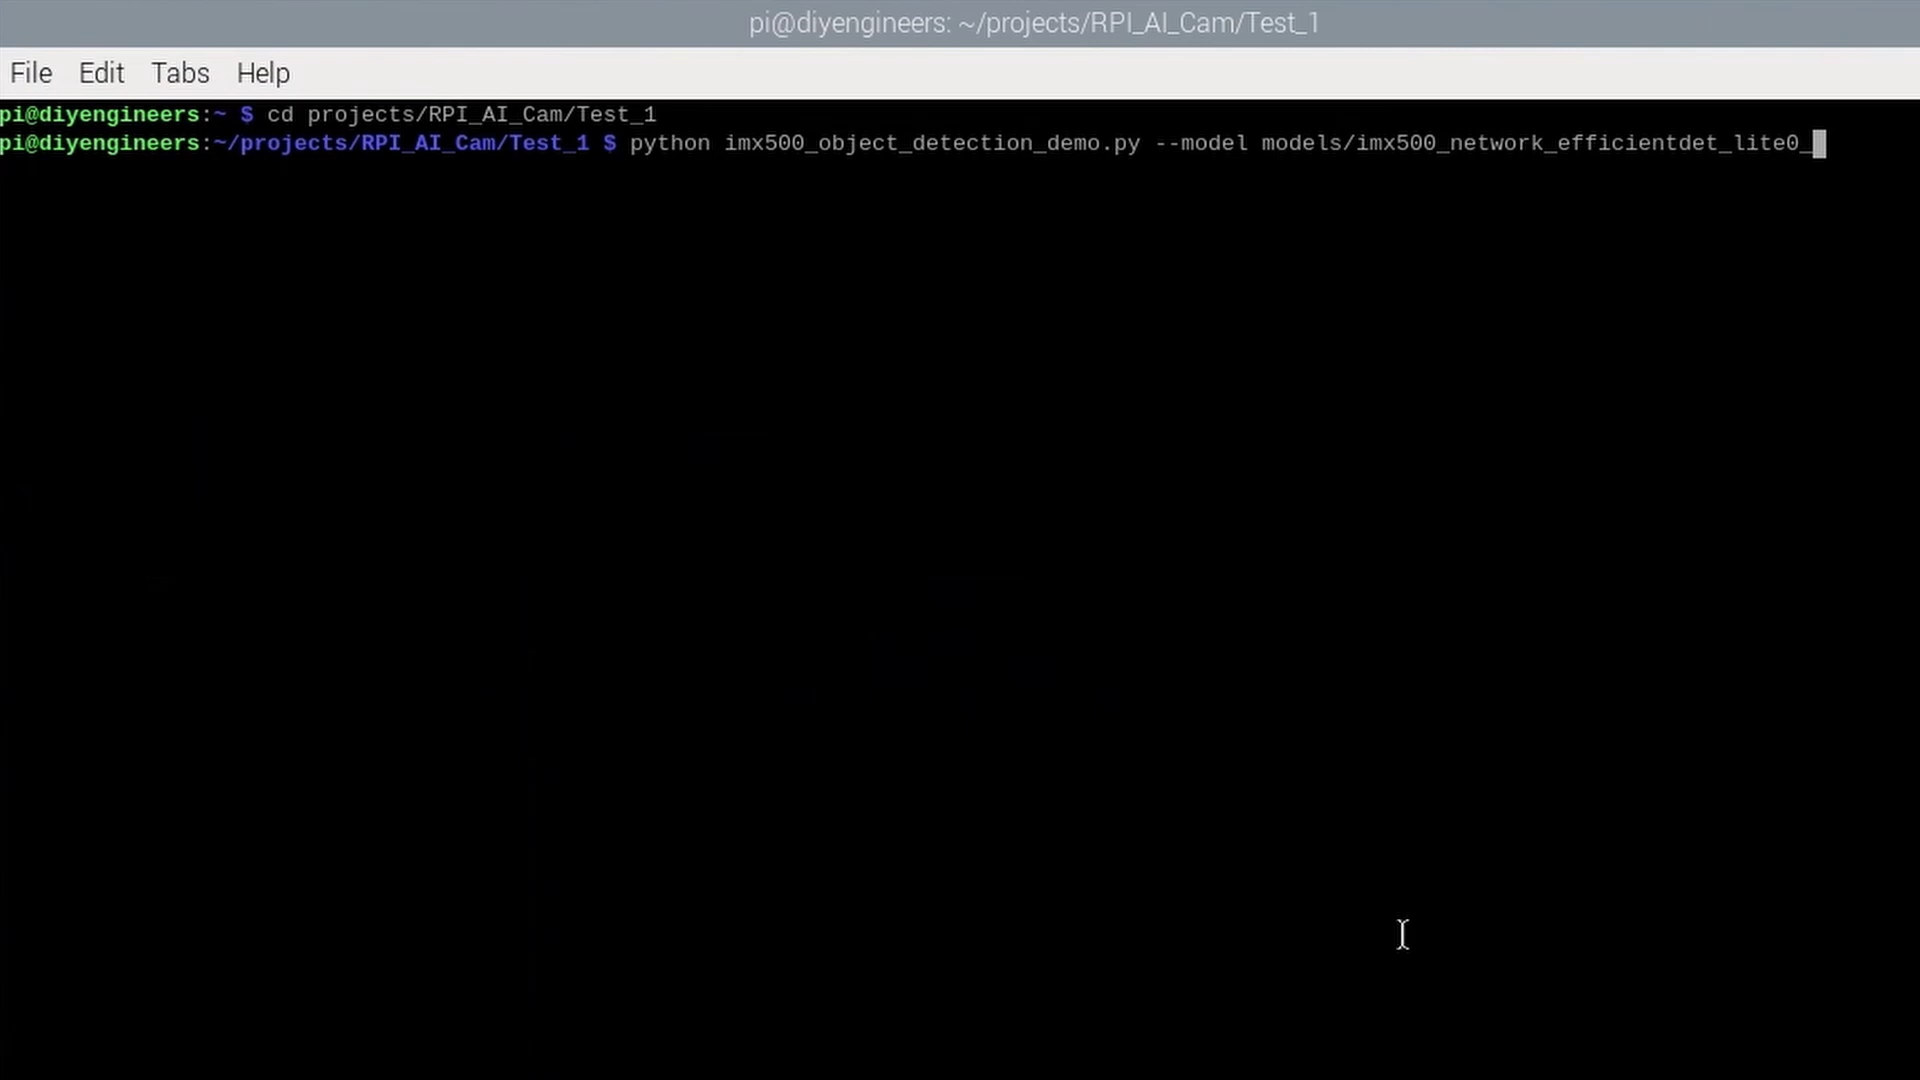 pi@diyengineers: ~/projects/RPI_AI_Cam/Test_1
File Edit Tabs Help
pi@diyengineers:~ $ cd projects/RPI_AI_Cam/Test_1
pi@diyengineers:~/projects/RPI_AI_Cam/Test_1 $ python imx500_object_detection_demo.py --model models/imx500_network_efficientdet_lite0_